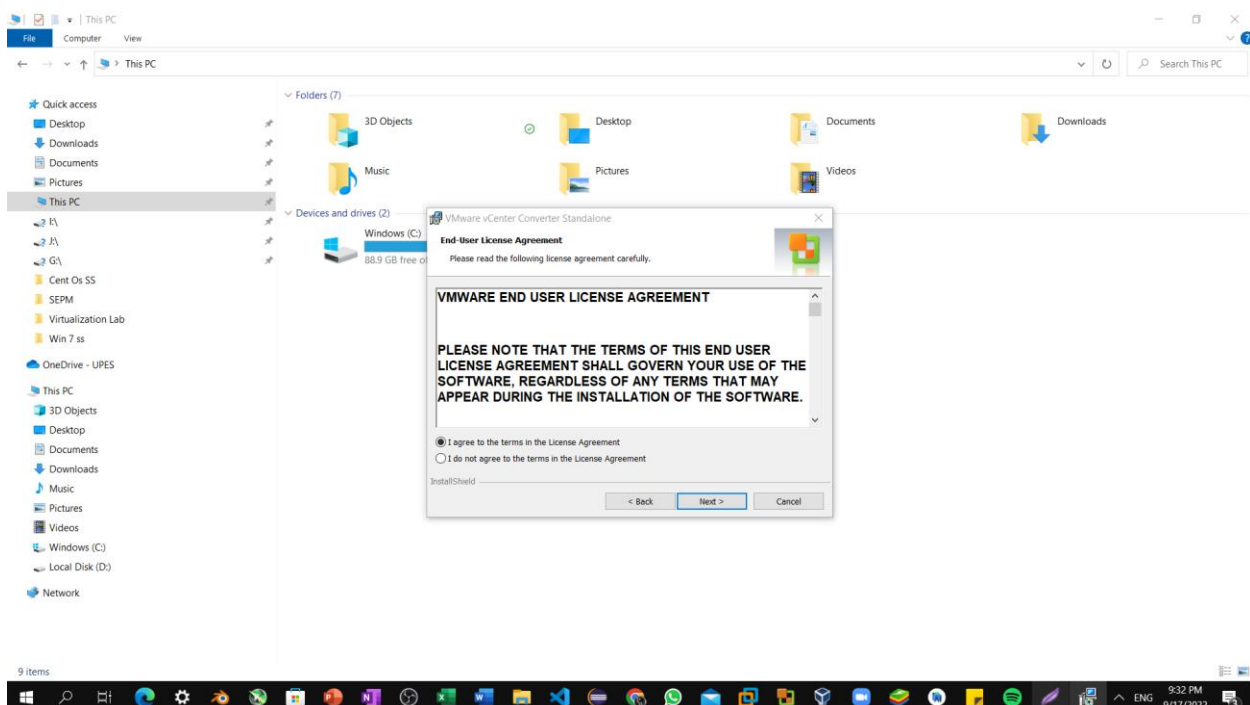 This PC
File Computer View
This PC
Search This PC
Quick access
Desktop
Downloads
Documents
Pictures
This PC
I:\
J:\
G:\
Cent Os SS
SEPM
Virtualization Lab
Win 7 ss
OneDrive - UPES
This PC
3D Objects
Desktop
Documents
Downloads
Music
Pictures
Videos
Windows (C:)
Local Disk (D:)
Network
Folders (7)
3D Objects
Desktop
Documents
Downloads
Music
Pictures
Videos
Devices and drives (2)
Windows (C:)
88.9 GB free
VMware vCenter Converter Standalone
End-User License Agreement
Please read the following license agreement carefully.
VMWARE END USER LICENSE AGREEMENT
PLEASE NOTE THAT THE TERMS OF THIS END USER
LICENSE AGREEMENT SHALL GOVERN YOUR USE OF THE
SOFTWARE, REGARDLESS OF ANY TERMS THAT MAY
APPEAR DURING THE INSTALLATION OF THE SOFTWARE.
I agree to the terms in the License Agreement
I do not agree to the terms in the License Agreement
InstallShield
< Back
Next >
Cancel
9 items
ENG
9:32 PM
9/17/2022